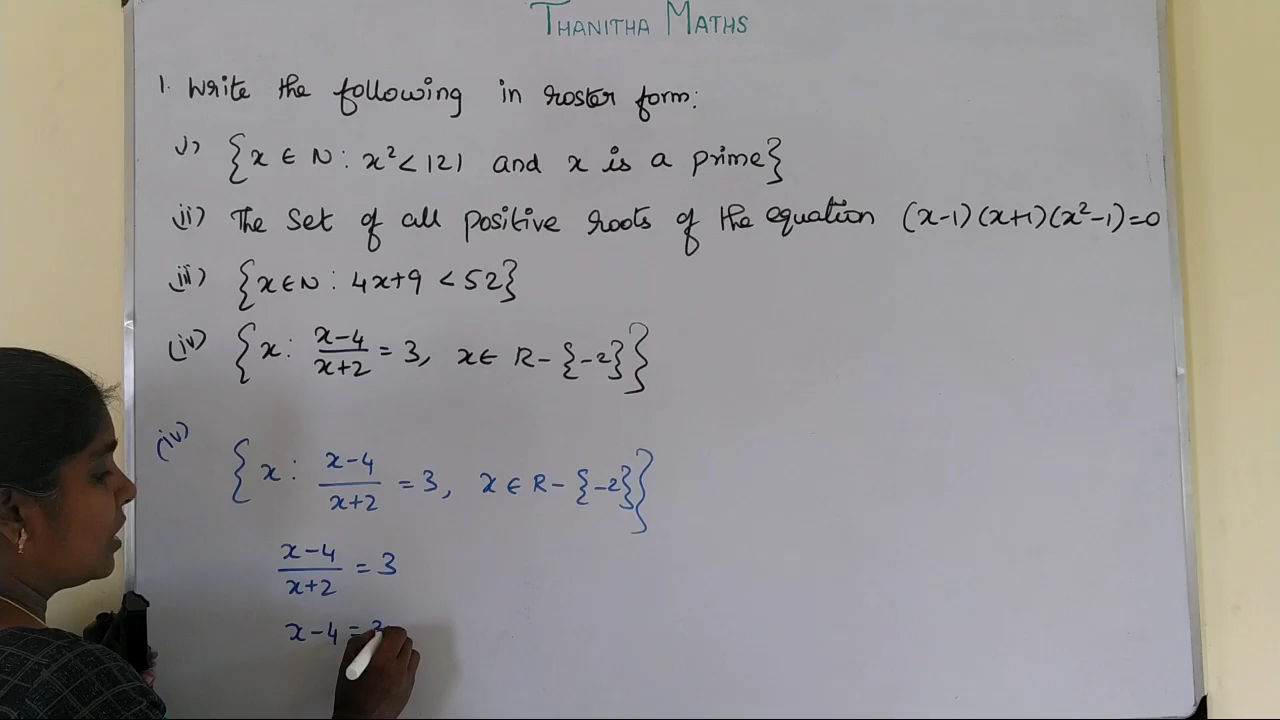 THANITHA MATHS
1. Write the following in roster form:
i) {x ∈ N : x² < 121 and x is a prime}
ii) The set of all positive roots of the equation (x-1)(x+1)(x²-1)=0
iii) {x∈N : 4x+9 < 52}
(iv) {x : (x-4)/(x+2) = 3, x∈ R - {-2}}
(iv) {x : (x-4)/(x+2) = 3, x ∈ R - {-2}}
(x-4)/(x+2) = 3
x-4 = 3